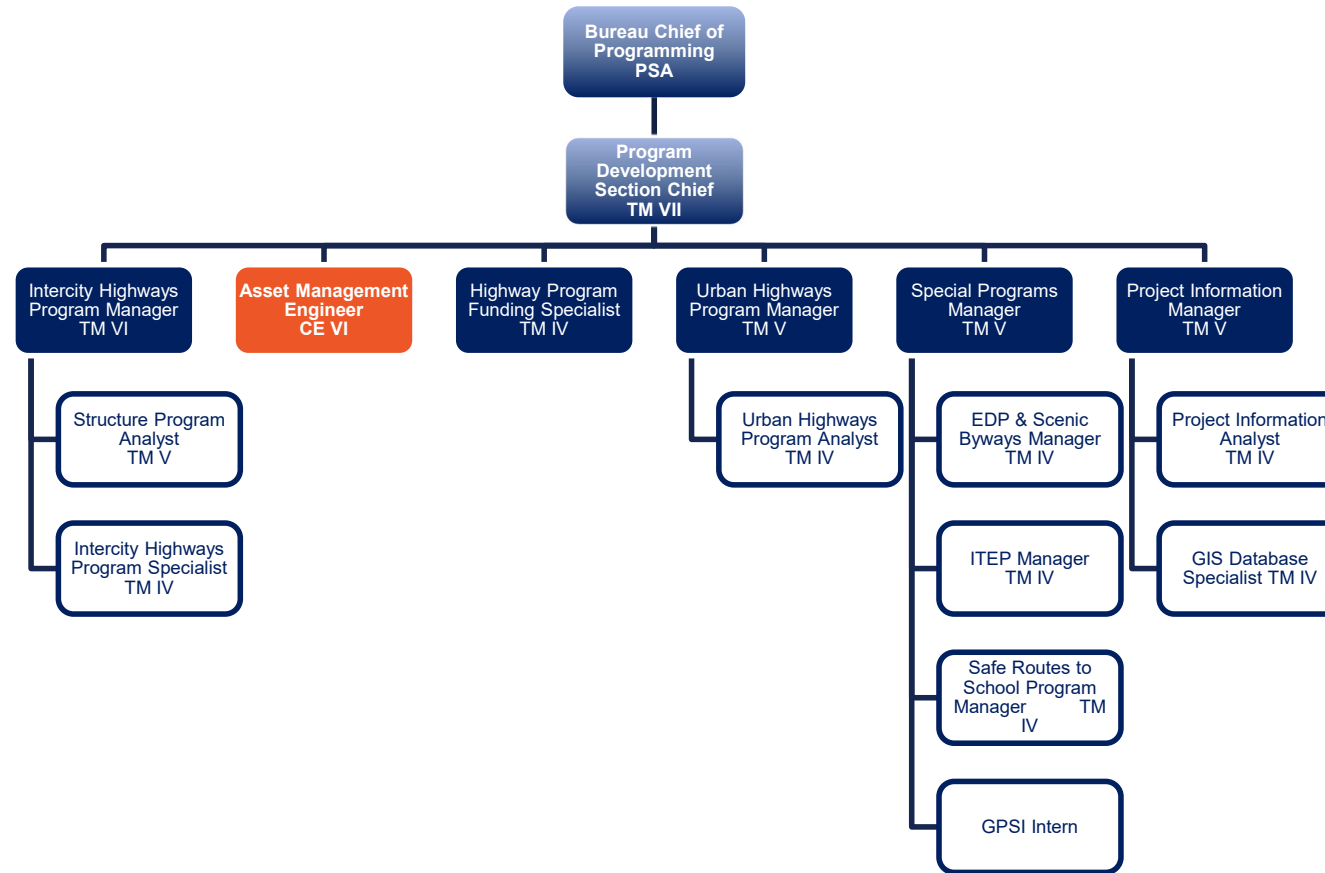 Bureau Chief of
Programming
PSA
Program
Development
Section Chief
TM VII
Intercity Highways
Program Manager
TM VI
Asset Management
Engineer
CE VI
Highway Program
Funding Specialist
TM IV
Urban Highways
Program Manager
TM V
Special Programs
Manager
TM V
Project Information
Manager
TM V
Structure Program
Analyst
TM V
Intercity Highways
Program Specialist
TM IV
Urban Highways
Program Analyst
TM IV
EDP & Scenic
Byways Manager
TM IV
ITEP Manager
TM IV
Safe Routes to
School Program
Manager TM
IV
GPSI Intern
Project Information
Analyst
TM IV
GIS Database
Specialist TM IV